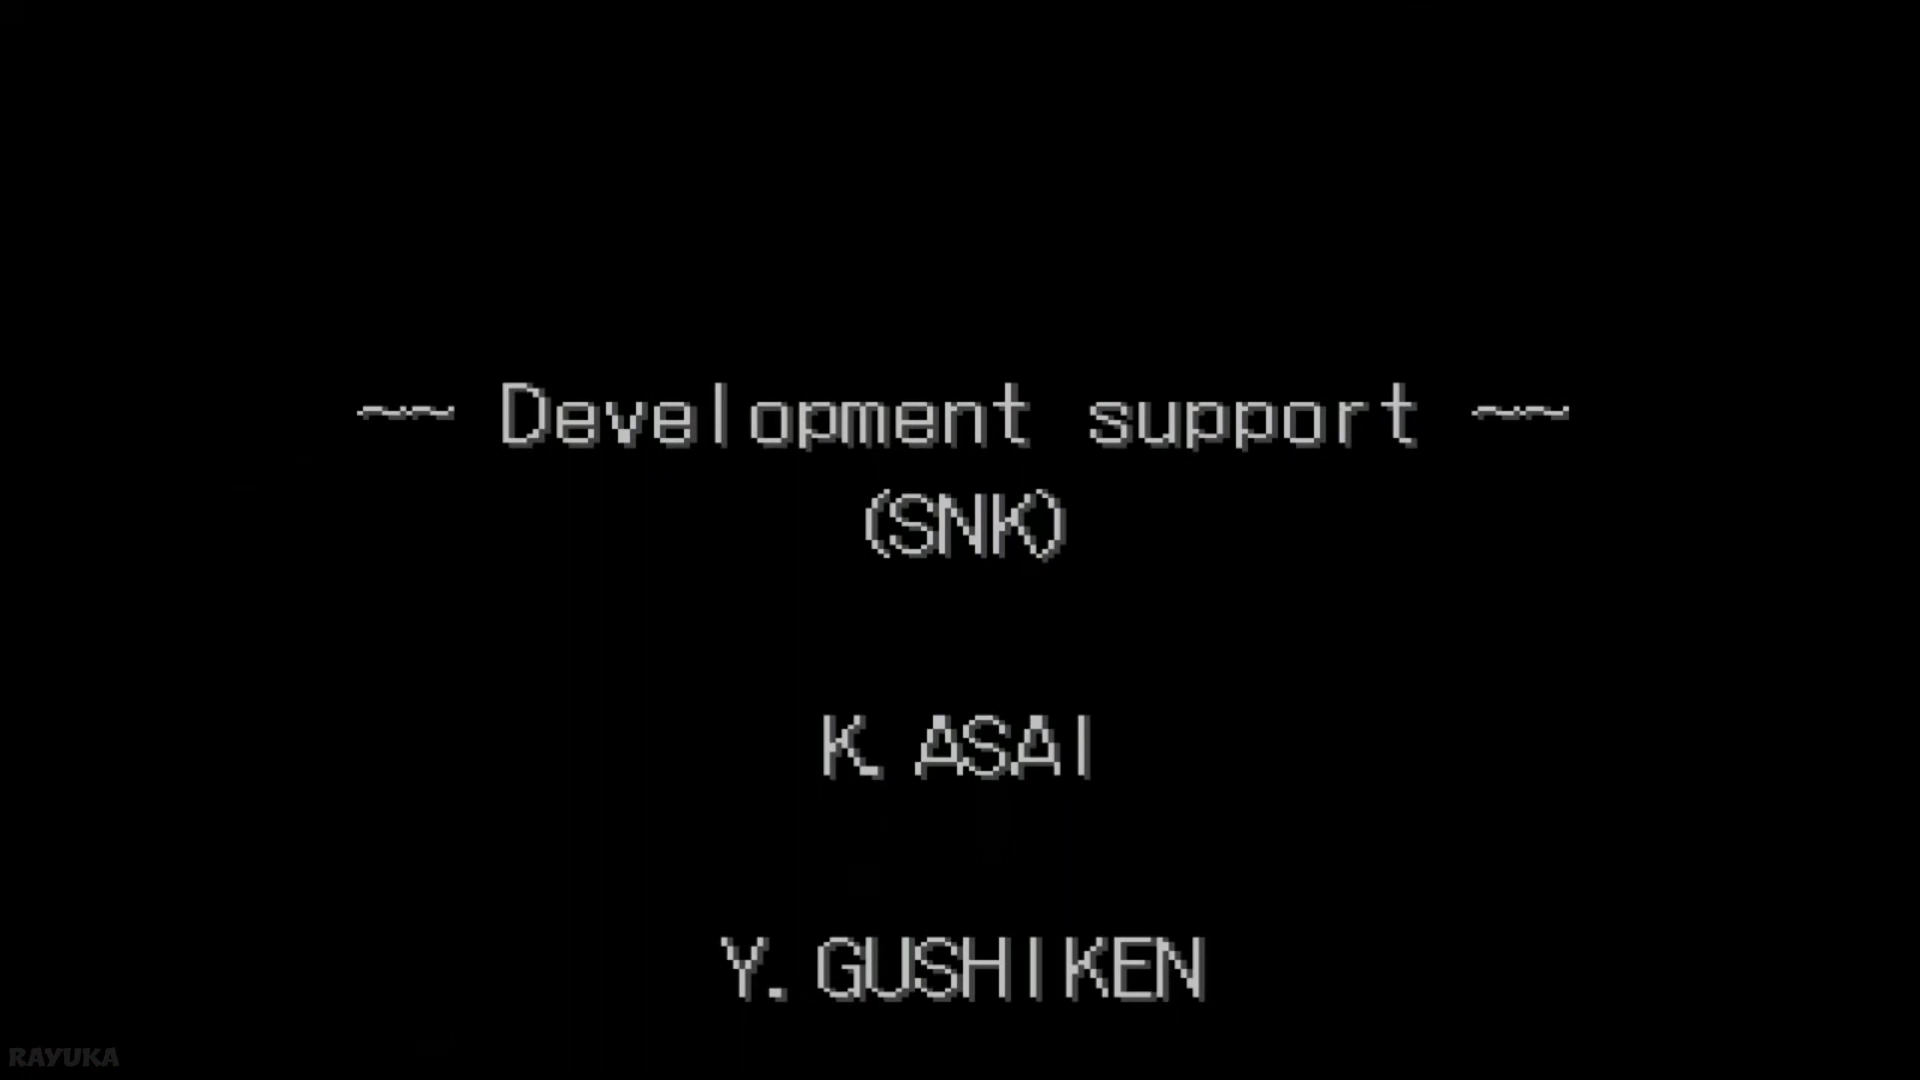 ~~ Development support ~~
(SNK)
K. ASAI
Y. GUSHIKEN
RAYUKA